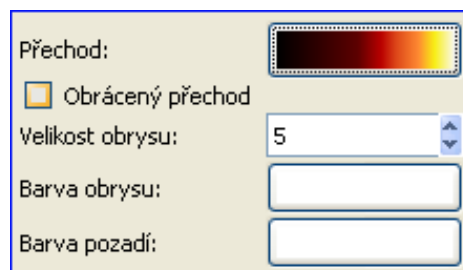 Přechod:
Obrácený přechod
Velikost obrysu: 5
Barva obrysu:
Barva pozadí: